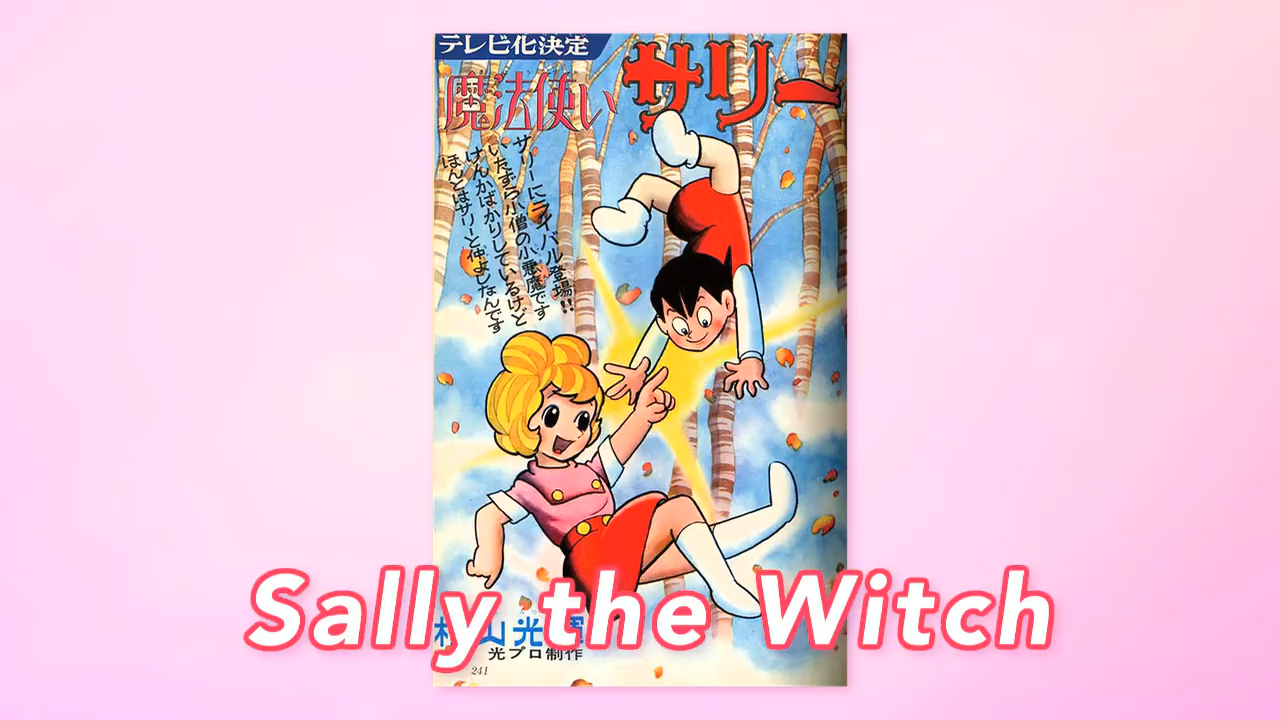 テレビ化決定
魔法使いサリー
サリーにライバル登場!!
いたずら小僧の小悪魔です
けんかばかりしているけど
ほんとはサリーと仲よしなんです
Sally the Witch
山光
光プロ制作
241